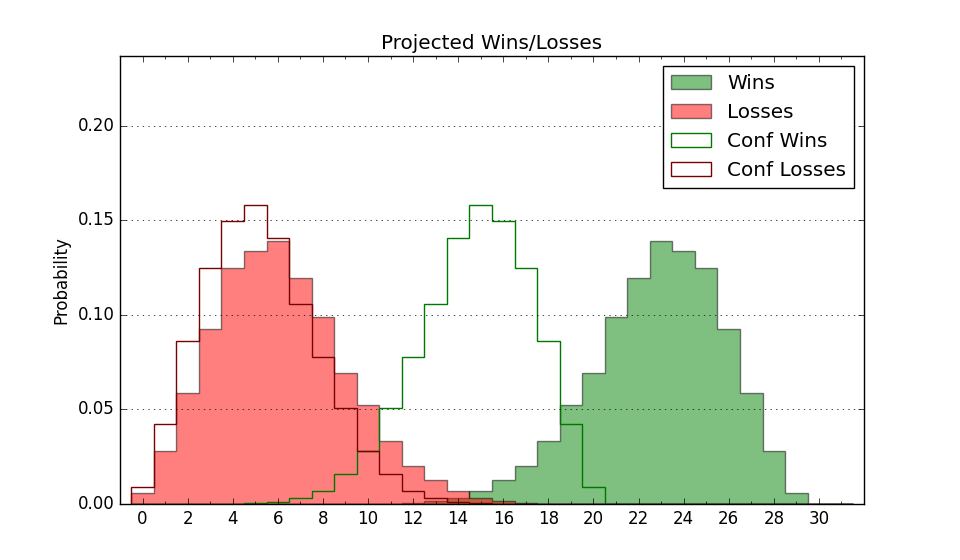 Projected Wins/Losses
Wins
Losses
Conf Wins
Conf Losses
Probability
0.20
0.15
0.10
0.05
0.00
0 2 4 6 8 10 12 14 16 18 20 22 24 26 28 30